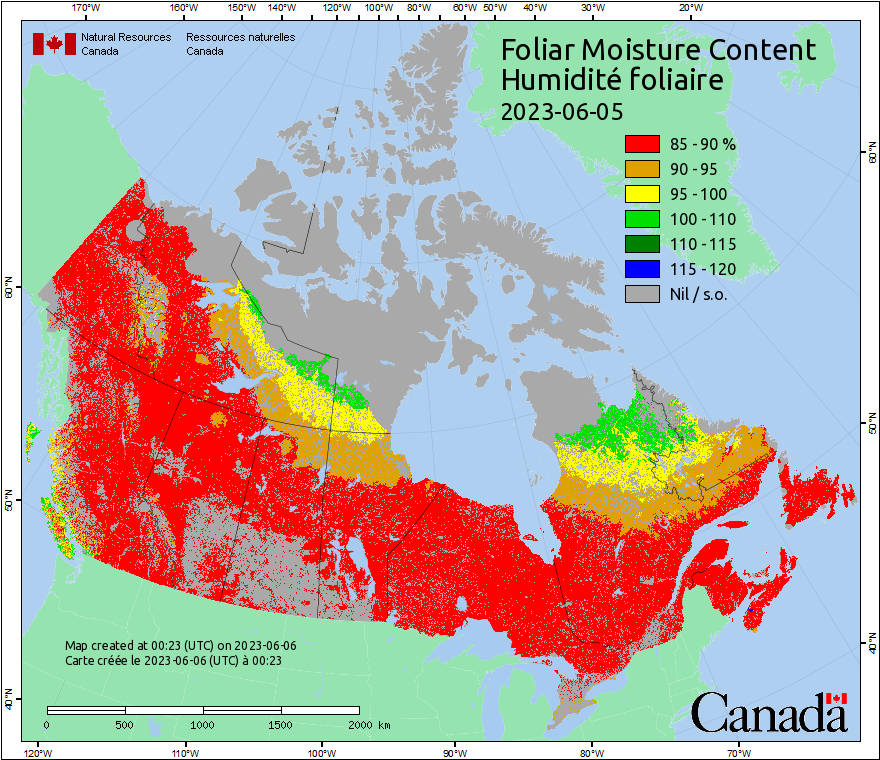 170°W 160°W 150°W 140°W 120°W 110°W 100°W 90°W 80°W 60°W 50°W 40°W 30°W 20°W
Natural Resources Ressources naturelles
Canada Canada
Foliar Moisture Content
Humidité foliaire
2023-06-05
85 - 90 %
90 - 95
95 - 100
100 - 110
110 - 115
115 - 120
Nil / s.o.
60°N
60°N
50°N
50°N
40°N
40°N
Map created at 00:23 (UTC) on 2023-06-06
Carte créée le 2023-06-06 (UTC) à 00:23
0 500 1000 1500 2000 km
Canada
120°W 110°W 100°W 90°W 80°W 70°W